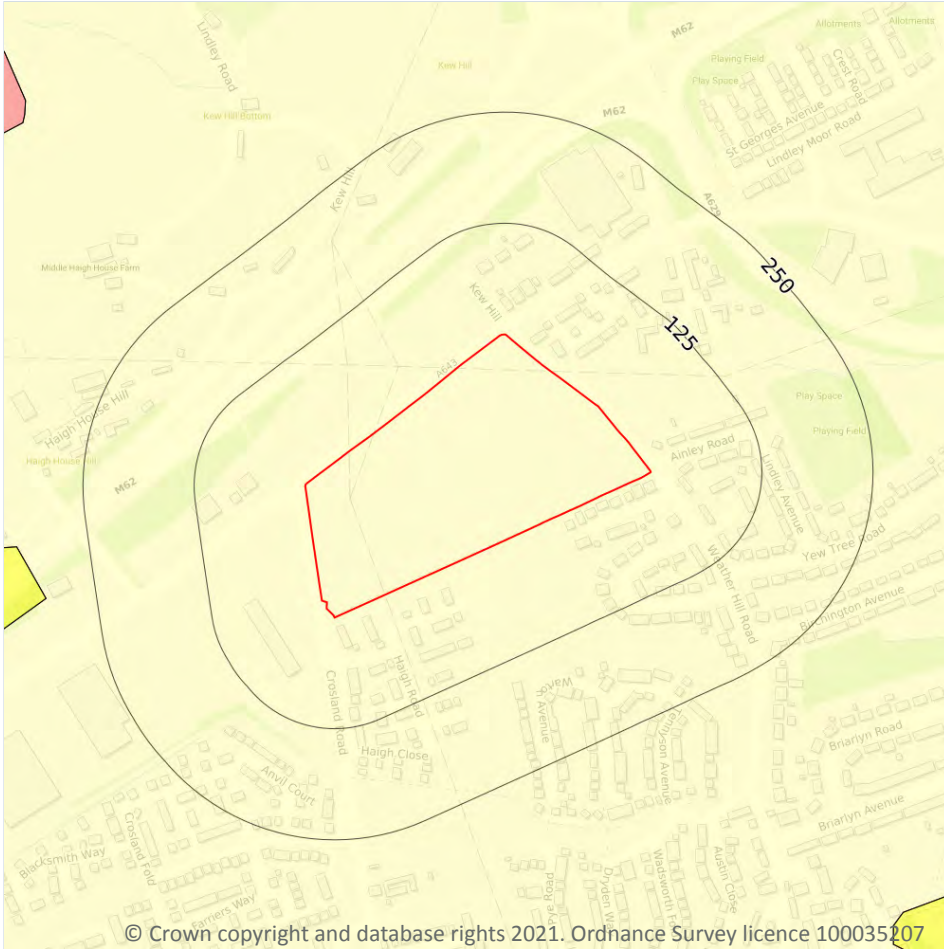 Lindley Road
M62
Allotments
Allotments
Playing Field
Crest Road
Kew Hill
Play Space
Kew Hill Bottom
M62
St Georges Avenue
Lindley Moor Road
Kew Hill
A629
Middle Haigh House Farm
250
Kew Hill
125
A643
Haigh House Hill
Play Space
Playing Field
Ainley Road
Haigh House Hill
M62
Lindley Avenue
Yew Tree Road
Weather Hill Road
Birchington Avenue
Haigh Road
Crosland Road
Avenue
Haigh Close
Avenue
Briarlyn Road
Anvil Court
Briarlyn Avenue
Crosland Fold
Blacksmith Way
Farriers Way
Road
Wadsworth
Austin Close
© Crown copyright and database rights 2021. Ordnance Survey licence 100035207